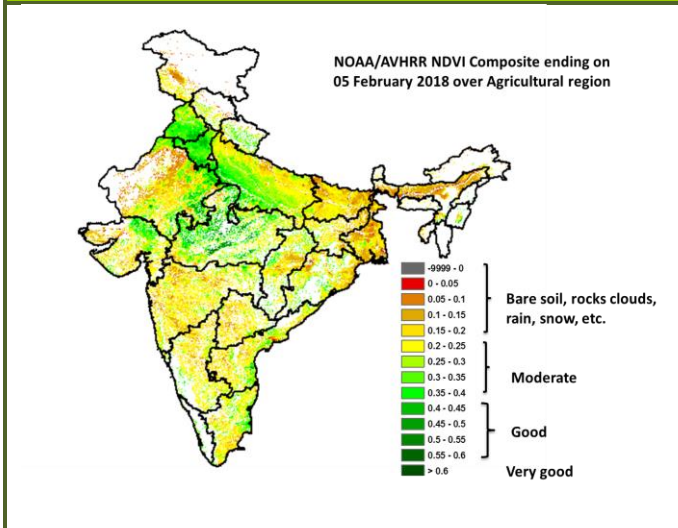 NOAA/AVHRR NDVI Composite ending on
05 February 2018 over Agricultural region
-9999 - 0
0 - 0.05
0.05 - 0.1
0.1 - 0.15
0.15 - 0.2
0.2 - 0.25
0.25 - 0.3
0.3 - 0.35
0.35 - 0.4
0.4 - 0.45
0.45 - 0.5
0.5 - 0.55
0.55 - 0.6
> 0.6
Bare soil, rocks clouds,
rain, snow, etc.
Moderate
Good
Very good